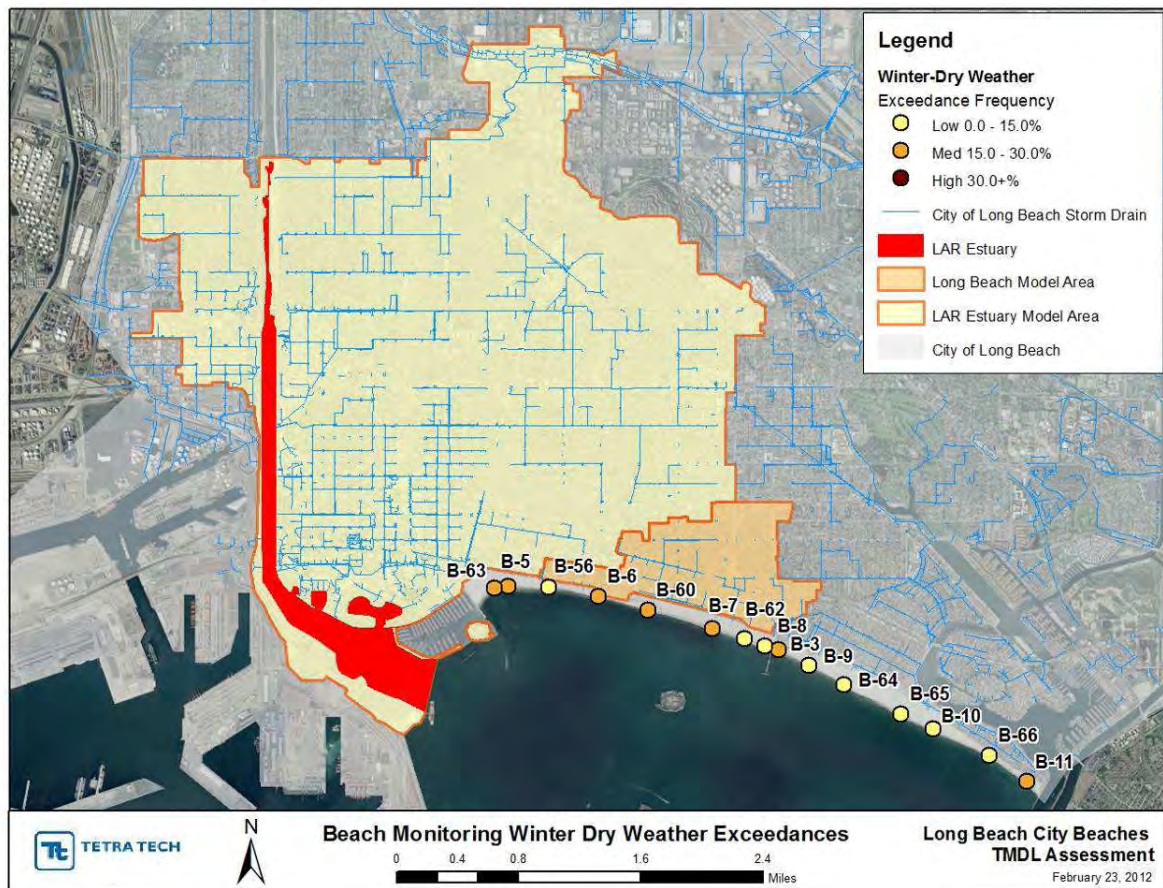 Legend
Winter-Dry Weather
Exceedance Frequency
Low 0.0 - 15.0%
Med 15.0 - 30.0%
High 30.0+%
City of Long Beach Storm Drain
LAR Estuary
Long Beach Model Area
LAR Estuary Model Area
City of Long Beach
B-63
B-5
B-56
B-6
B-60
B-7
B-62
B-8
B-3
B-9
B-64
B-65
B-10
B-66
B-11
Tt TETRA TECH
N
Beach Monitoring Winter Dry Weather Exceedances
0 0.4 0.8 1.6 2.4
Miles
Long Beach City Beaches
TMDL Assessment
February 23, 2012